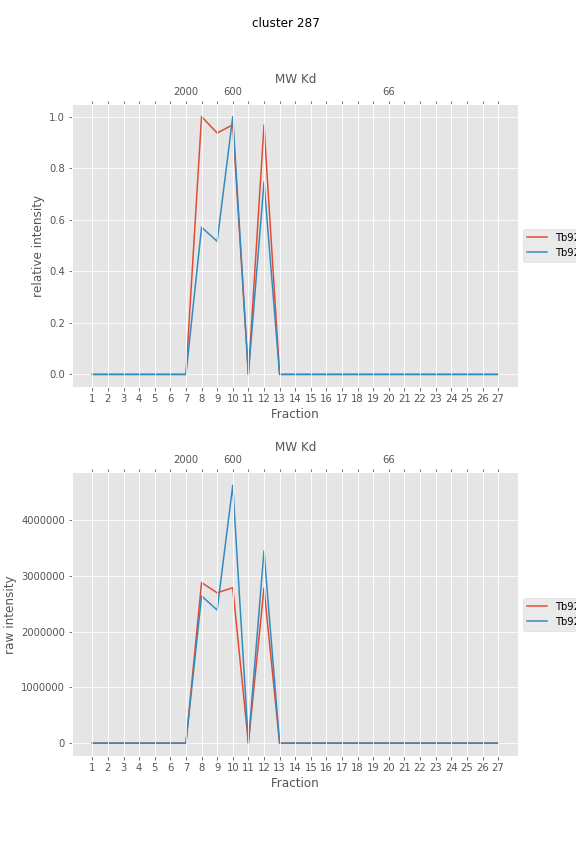 cluster 287
MW Kd
2000 600 66
1.0
0.8
0.6
0.4
0.2
0.0
relative intensity
Tb92
Tb92
1 2 3 4 5 6 7 8 9 10 11 12 13 14 15 16 17 18 19 20 21 22 23 24 25 26 27
Fraction
MW Kd
2000 600 66
4000000
3000000
2000000
1000000
0
raw intensity
Tb92
Tb92
1 2 3 4 5 6 7 8 9 10 11 12 13 14 15 16 17 18 19 20 21 22 23 24 25 26 27
Fraction